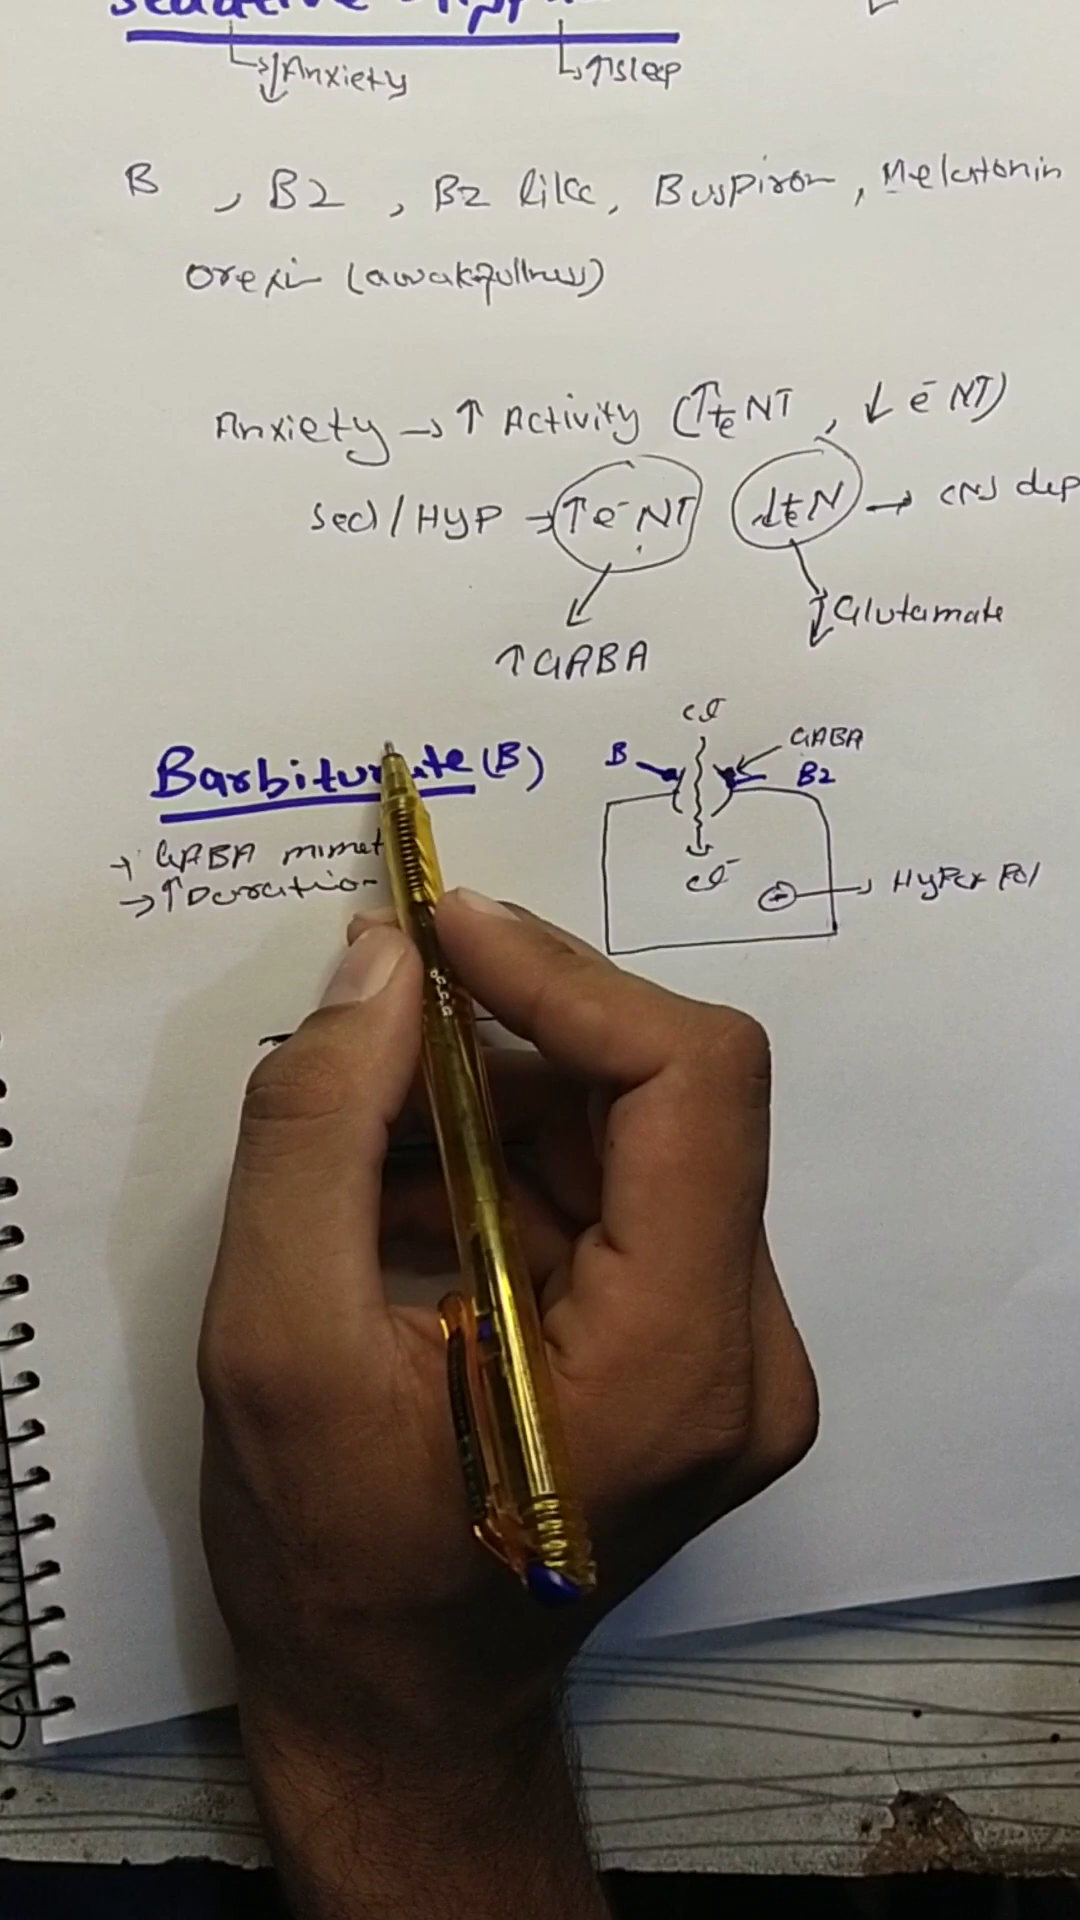 ↓Anxiety ↑sleep
B , BZ , BZ like, Buspiron, Melatonin
orexin (awakefullness)
Anxiety → ↑ Activity (↑+e NT , ↓ e⁻ NT)
Sed/HYP → ↑e⁻NT ↓+e N → CNS dep
↓Glutamate
↑GABA
Cl⁻
GABA
B BZ
Barbiturate (B)
→ GABA mimet
→ ↑Duration
Cl⁻
+ → Hyper Pol